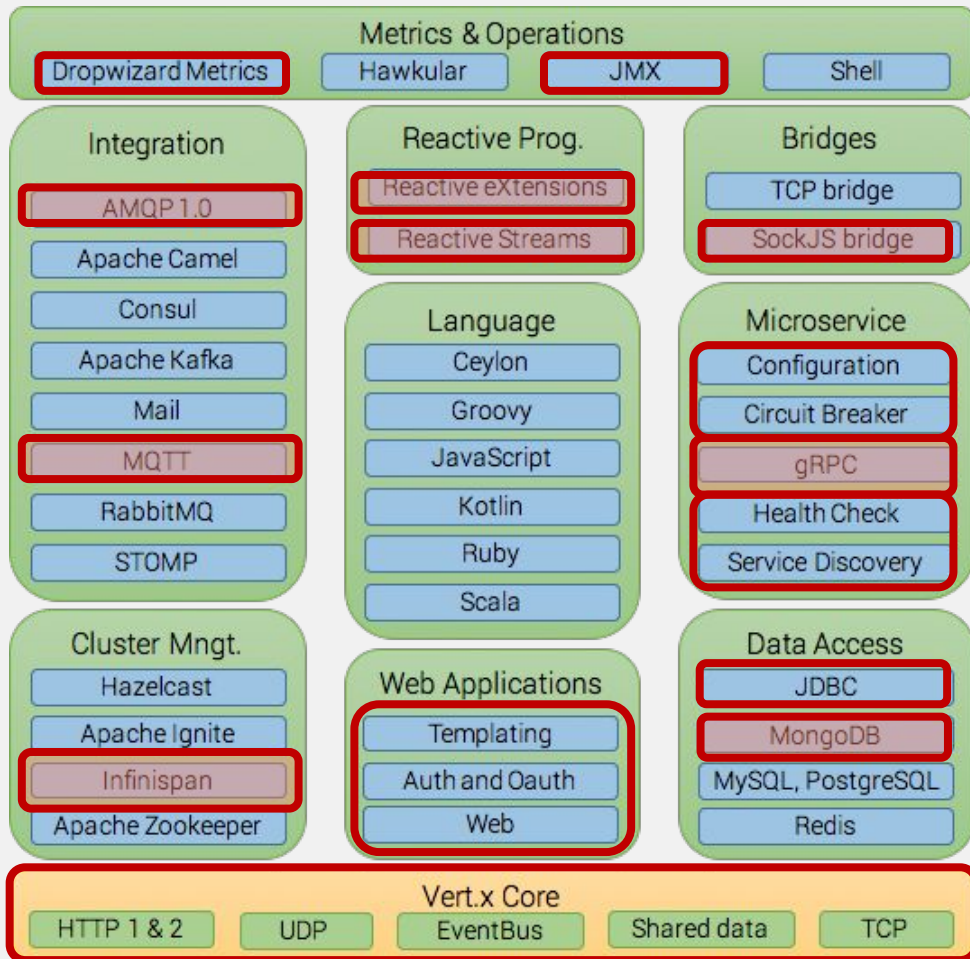 Metrics & Operations
Dropwizard Metrics
Hawkular
JMX
Shell
Integration
AMQP 1.0
Apache Camel
Consul
Apache Kafka
Mail
MQTT
RabbitMQ
STOMP
Reactive Prog.
Reactive eXtensions
Reactive Streams
Bridges
TCP bridge
SockJS bridge
Language
Ceylon
Groovy
JavaScript
Kotlin
Ruby
Scala
Microservice
Configuration
Circuit Breaker
gRPC
Health Check
Service Discovery
Cluster Mngt.
Hazelcast
Apache Ignite
Infinispan
Apache Zookeeper
Web Applications
Templating
Auth and Oauth
Web
Data Access
JDBC
MongoDB
MySQL, PostgreSQL
Redis
Vert.x Core
HTTP 1 & 2
UDP
EventBus
Shared data
TCP